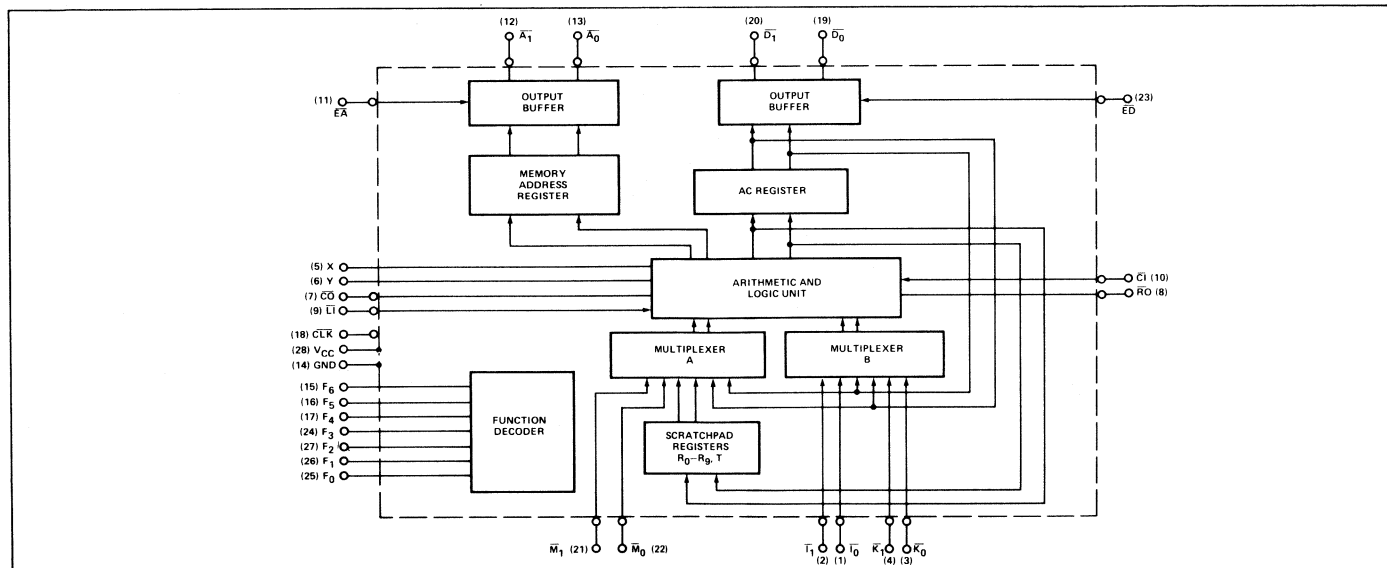 (12) (13) (20) (19)
A̅₁ A̅₀ D̅₁ D̅₀
(11) E̅A̅
OUTPUT
BUFFER
OUTPUT
BUFFER
(23)
E̅D̅
MEMORY
ADDRESS
REGISTER
AC REGISTER
(5) X
(6) Y
(7) C̅O̅
(9) L̅I̅
ARITHMETIC AND
LOGIC UNIT
C̅I̅ (10)
R̅O̅ (8)
(18) C̅L̅K̅
(28) VCC
(14) GND
MULTIPLEXER
A
MULTIPLEXER
B
(15) F₆
(16) F₅
(17) F₄
(24) F₃
(27) F₂
(26) F₁
(25) F₀
FUNCTION
DECODER
SCRATCHPAD
REGISTERS
R₀–R₉, T
M̅₁ (21) M̅₀ (22)
I̅₁ I̅₀ K̅₁ K̅₀
(2) (1) (4) (3)